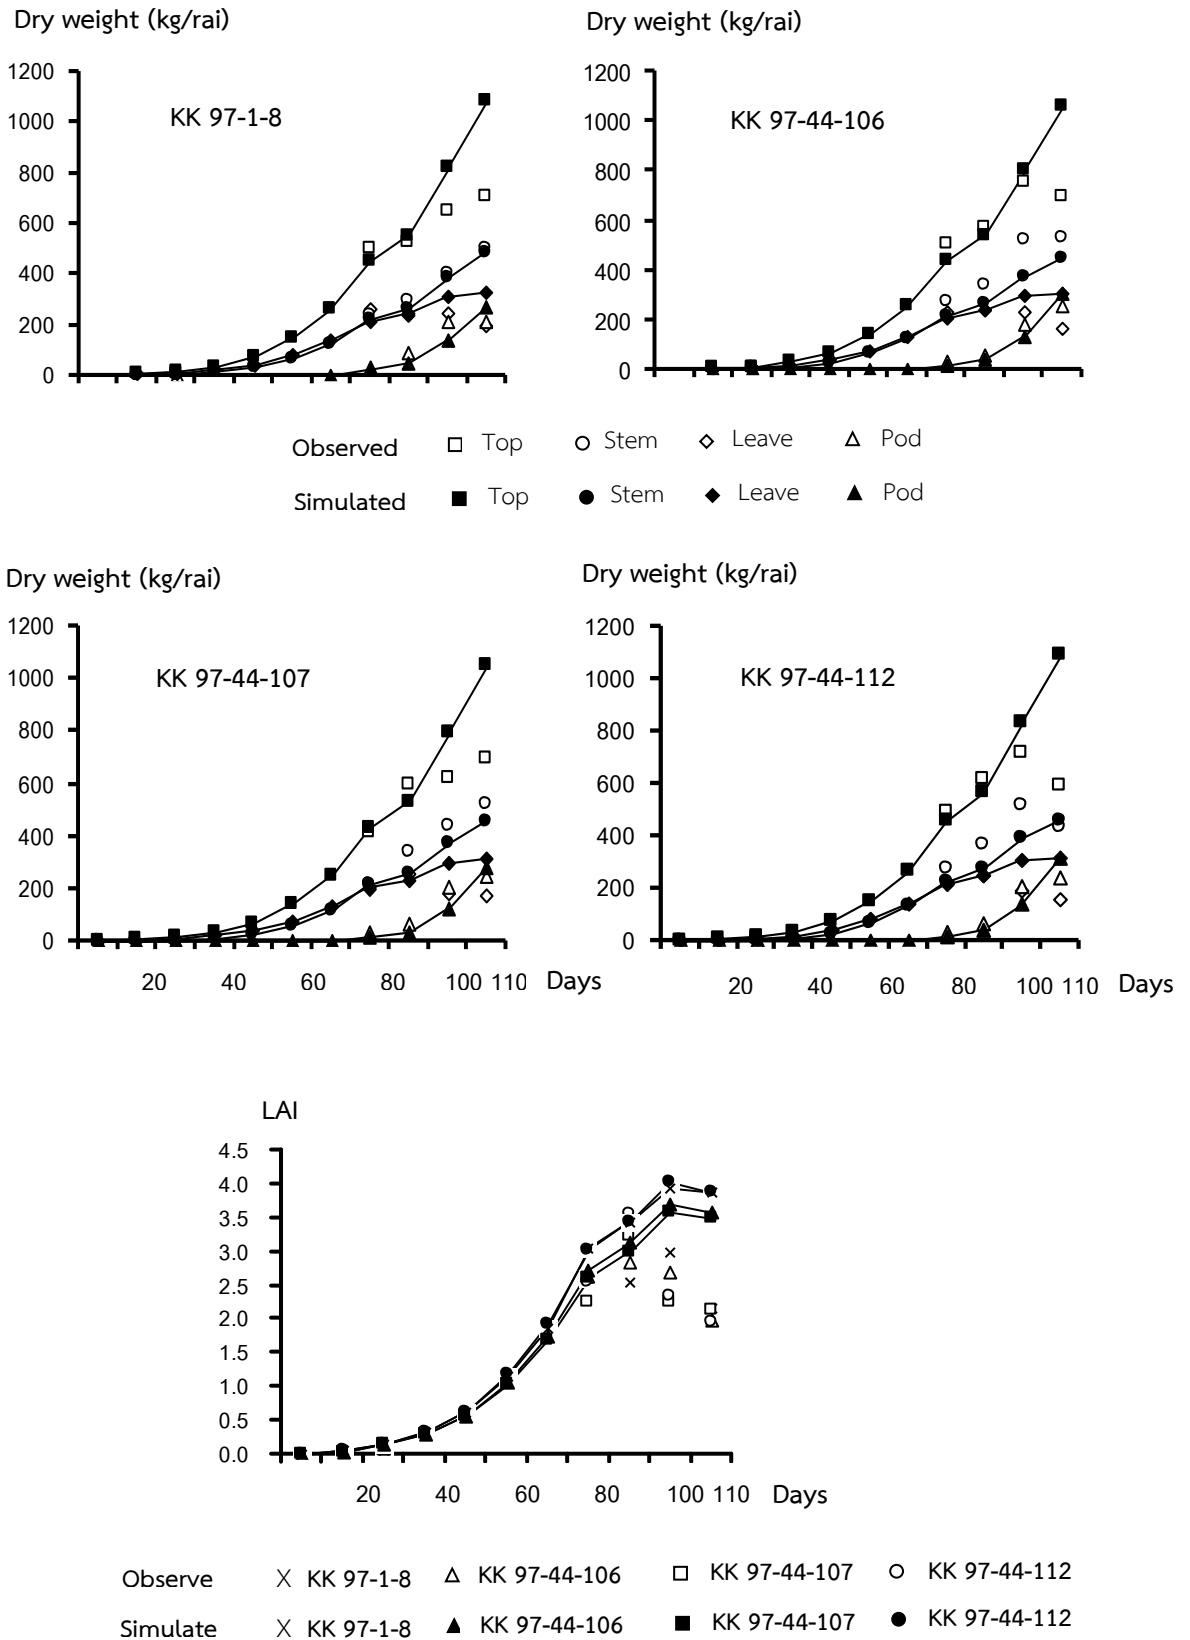 Dry weight (kg/rai) Dry weight (kg/rai)
1200 1200
KK 97-1-8 KK 97-44-106
1000 1000
800 800
600 600
400 400
200 200
0 0
Observed Top Stem Leave Pod
Simulated Top Stem Leave Pod
Dry weight (kg/rai) Dry weight (kg/rai)
1200 1200
KK 97-44-107 KK 97-44-112
1000 1000
800 800
600 600
400 400
200 200
0 0
20 40 60 80 100 110 Days 20 40 60 80 100 110 Days
LAI
4.5
4.0
3.5
3.0
2.5
2.0
1.5
1.0
0.5
0.0
20 40 60 80 100 110 Days
Observe KK 97-1-8 KK 97-44-106 KK 97-44-107 KK 97-44-112
Simulate KK 97-1-8 KK 97-44-106 KK 97-44-107 KK 97-44-112